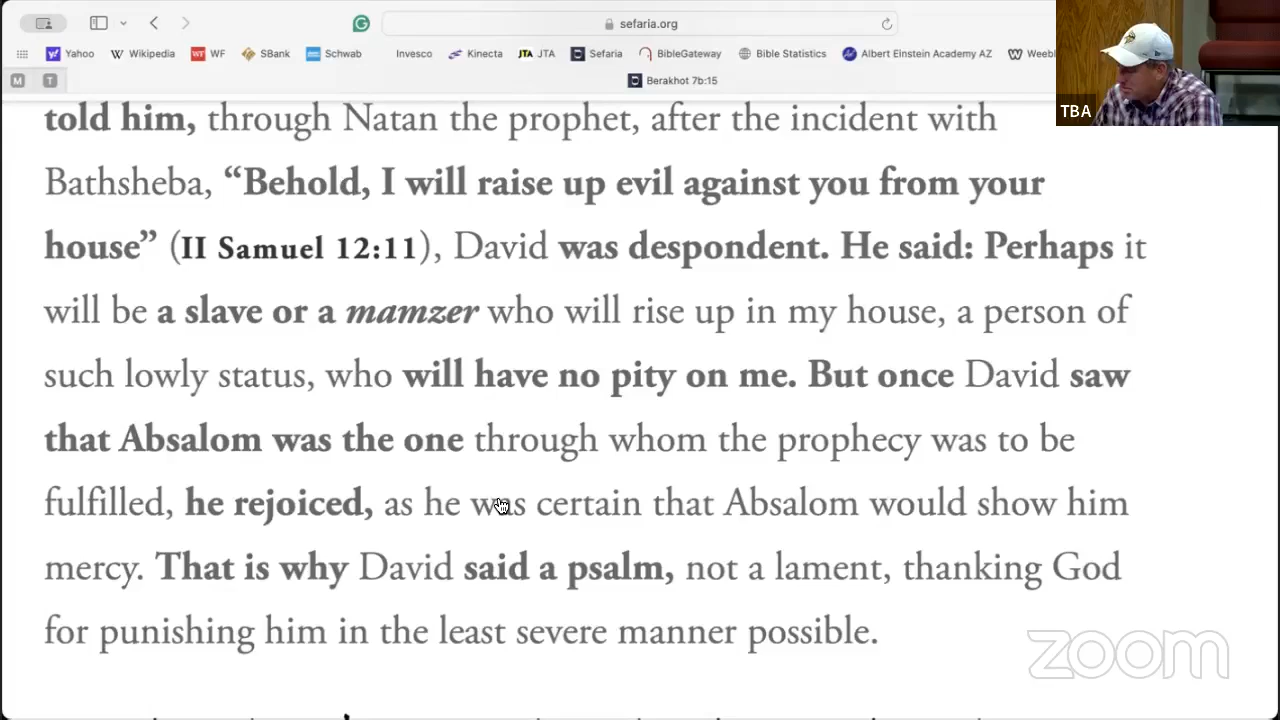 sefaria.org
Yahoo Wikipedia WF SBank Schwab Invesco Kinecta JTA Sefaria BibleGateway Bible Statistics Albert Einstein Academy AZ Weebl
M T Berakhot 7b:15
TBA
told him, through Natan the prophet, after the incident with
Bathsheba, “Behold, I will raise up evil against you from your
house” (II Samuel 12:11), David was despondent. He said: Perhaps it
will be a slave or a mamzer who will rise up in my house, a person of
such lowly status, who will have no pity on me. But once David saw
that Absalom was the one through whom the prophecy was to be
fulfilled, he rejoiced, as he was certain that Absalom would show him
mercy. That is why David said a psalm, not a lament, thanking God
for punishing him in the least severe manner possible.
zoom